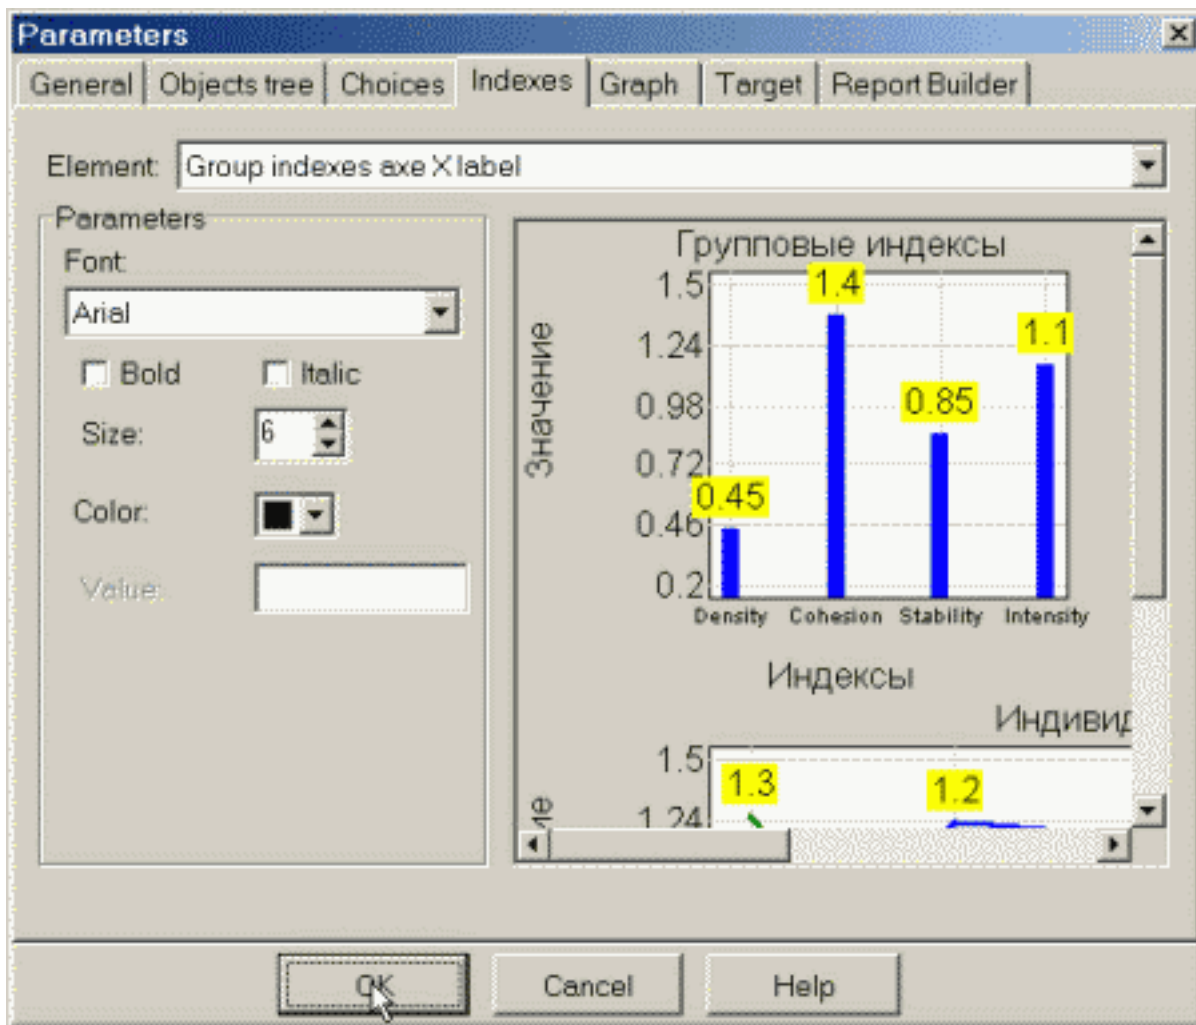 Parameters
General Objects tree Choices Indexes Graph Target Report Builder
Element: Group indexes axe X label
Parameters
Font:
Arial
Bold Italic
Size: 6
Color:
Value:
Групповые индексы
Значение
1.5
1.24
0.98
0.72
0.46
0.2
0.45
1.4
0.85
1.1
Density Cohesion Stability Intensity
Индексы
Индивид
1.5
1.24
1.3
1.2
ие
OK Cancel Help